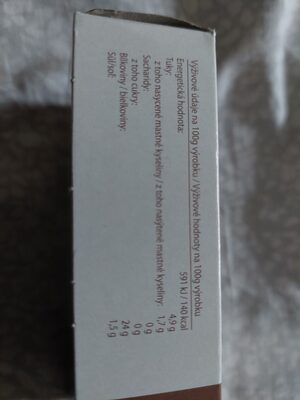 Výživové údaje na 100g výrobku / Výživové hodnoty na 100g výrobku
Energetická hodnota: 591 kJ / 140 kcal
Tuky: 4,9 g
z toho nasycené mastné kyseliny / z toho nasýtené mastné kyseliny: 1,7 g
Sacharidy: 0 g
z toho cukry: 0 g
Bílkoviny / bielkoviny: 24 g
Sůl/soľ: 1,5 g